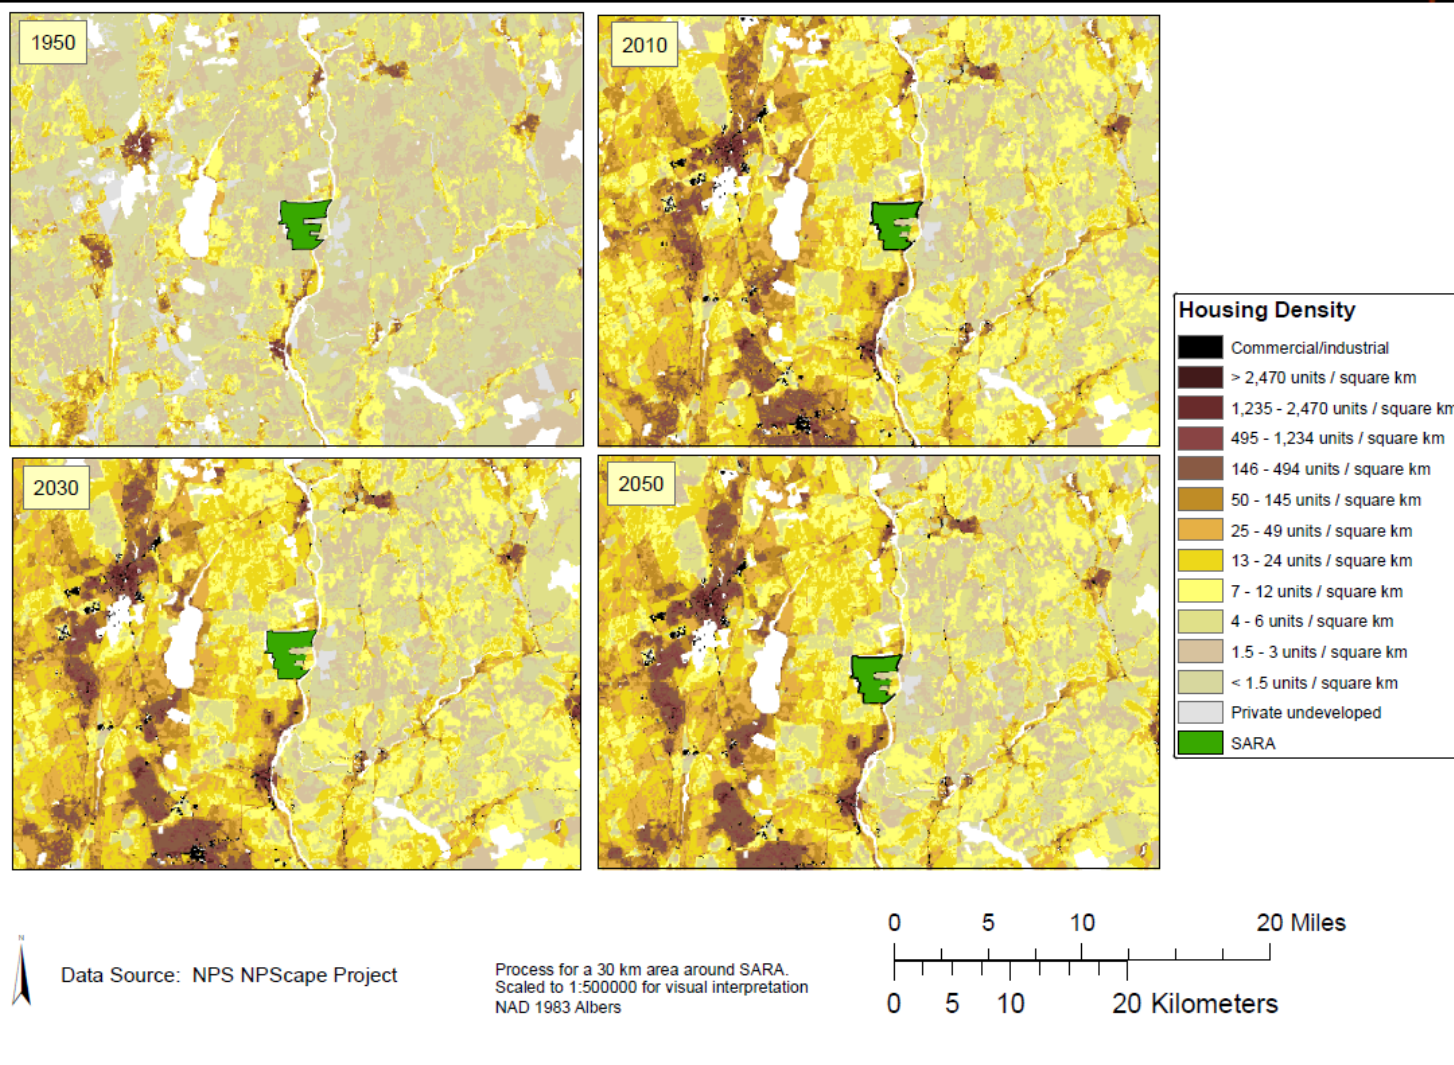 1950
2010
2030
2050
Housing Density
Commercial/industrial
> 2,470 units / square km
1,235 - 2,470 units / square km
495 - 1,234 units / square km
146 - 494 units / square km
50 - 145 units / square km
25 - 49 units / square km
13 - 24 units / square km
7 - 12 units / square km
4 - 6 units / square km
1.5 - 3 units / square km
< 1.5 units / square km
Private undeveloped
SARA
N
Data Source: NPS NPScape Project
Process for a 30 km area around SARA.
Scaled to 1:500000 for visual interpretation
NAD 1983 Albers
0 5 10 20 Miles
0 5 10 20 Kilometers